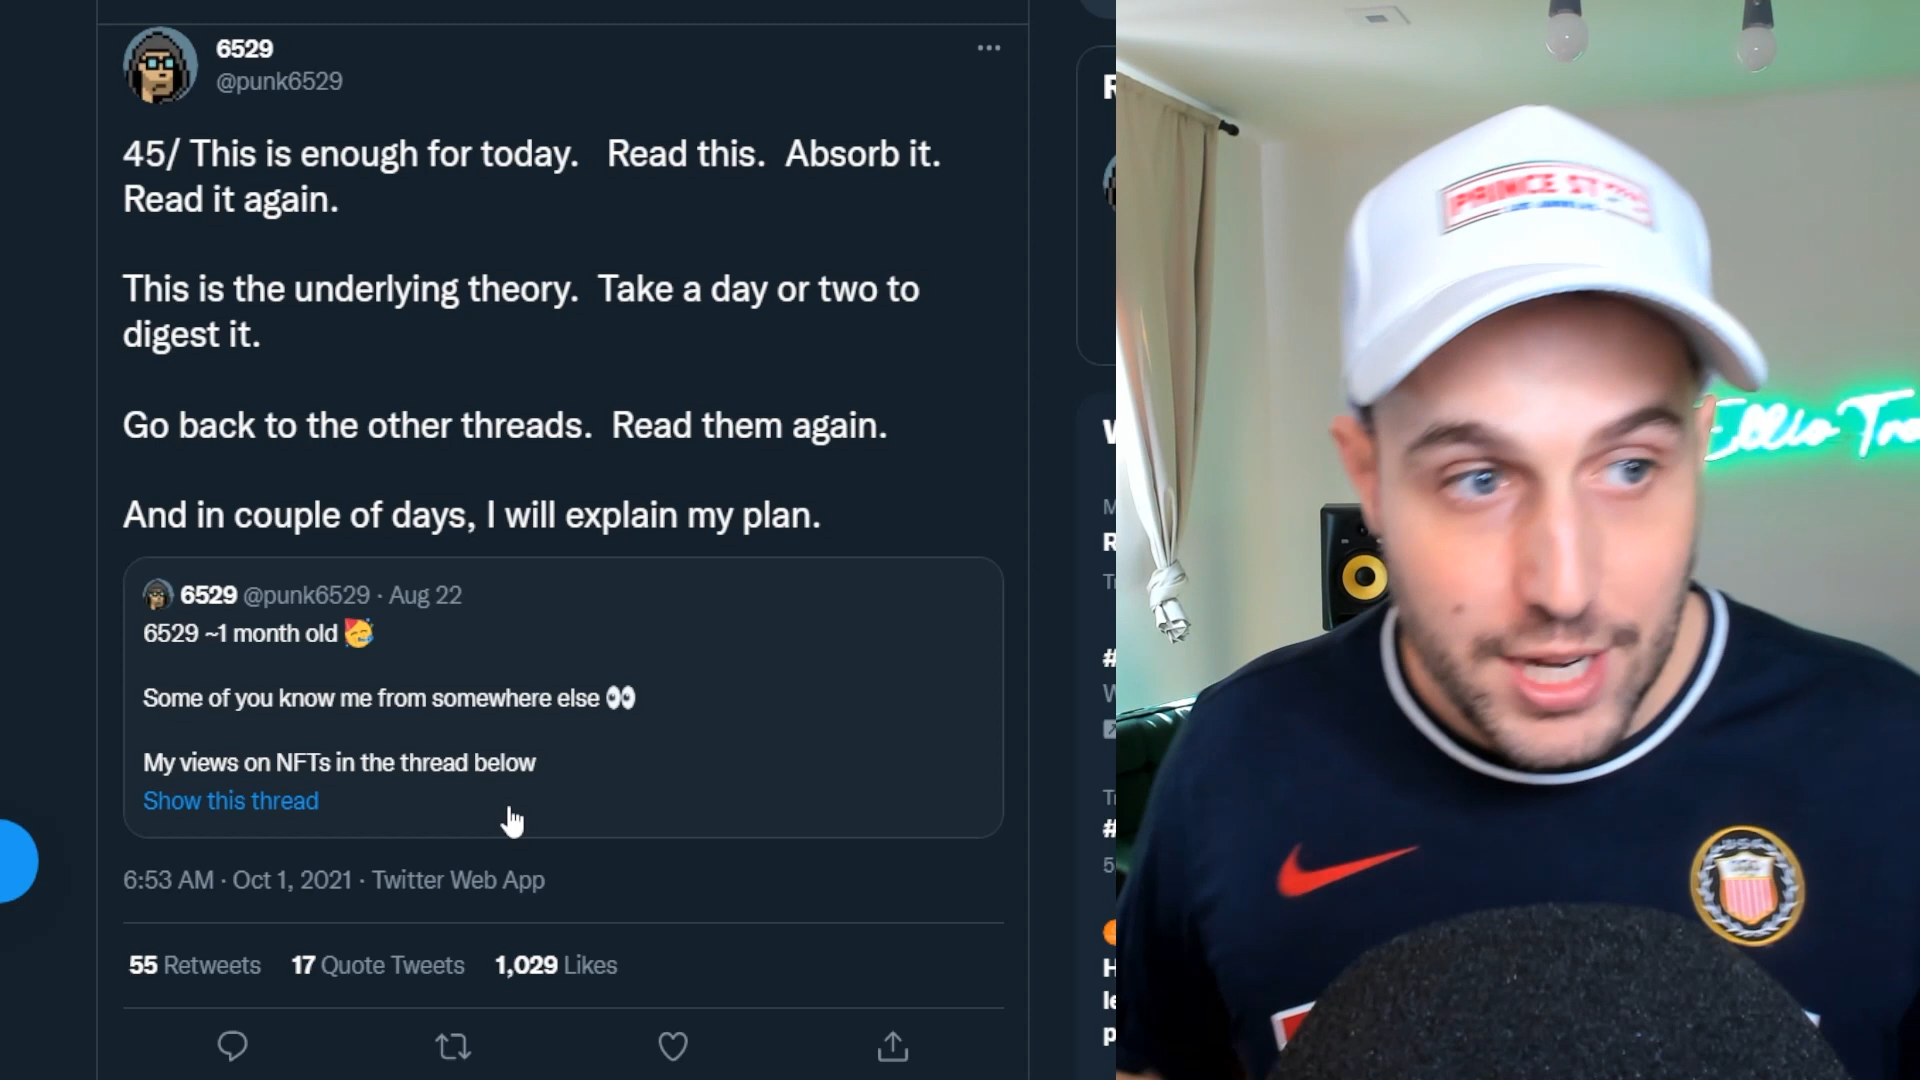 6529
@punk6529
45/ This is enough for today. Read this. Absorb it.
Read it again.
This is the underlying theory. Take a day or two to
digest it.
Go back to the other threads. Read them again.
And in couple of days, I will explain my plan.
6529 @punk6529 · Aug 22
6529 ~1 month old 🥳
Some of you know me from somewhere else 👀
My views on NFTs in the thread below
Show this thread
6:53 AM · Oct 1, 2021 · Twitter Web App
55 Retweets 17 Quote Tweets 1,029 Likes
PRINCE
Ellio